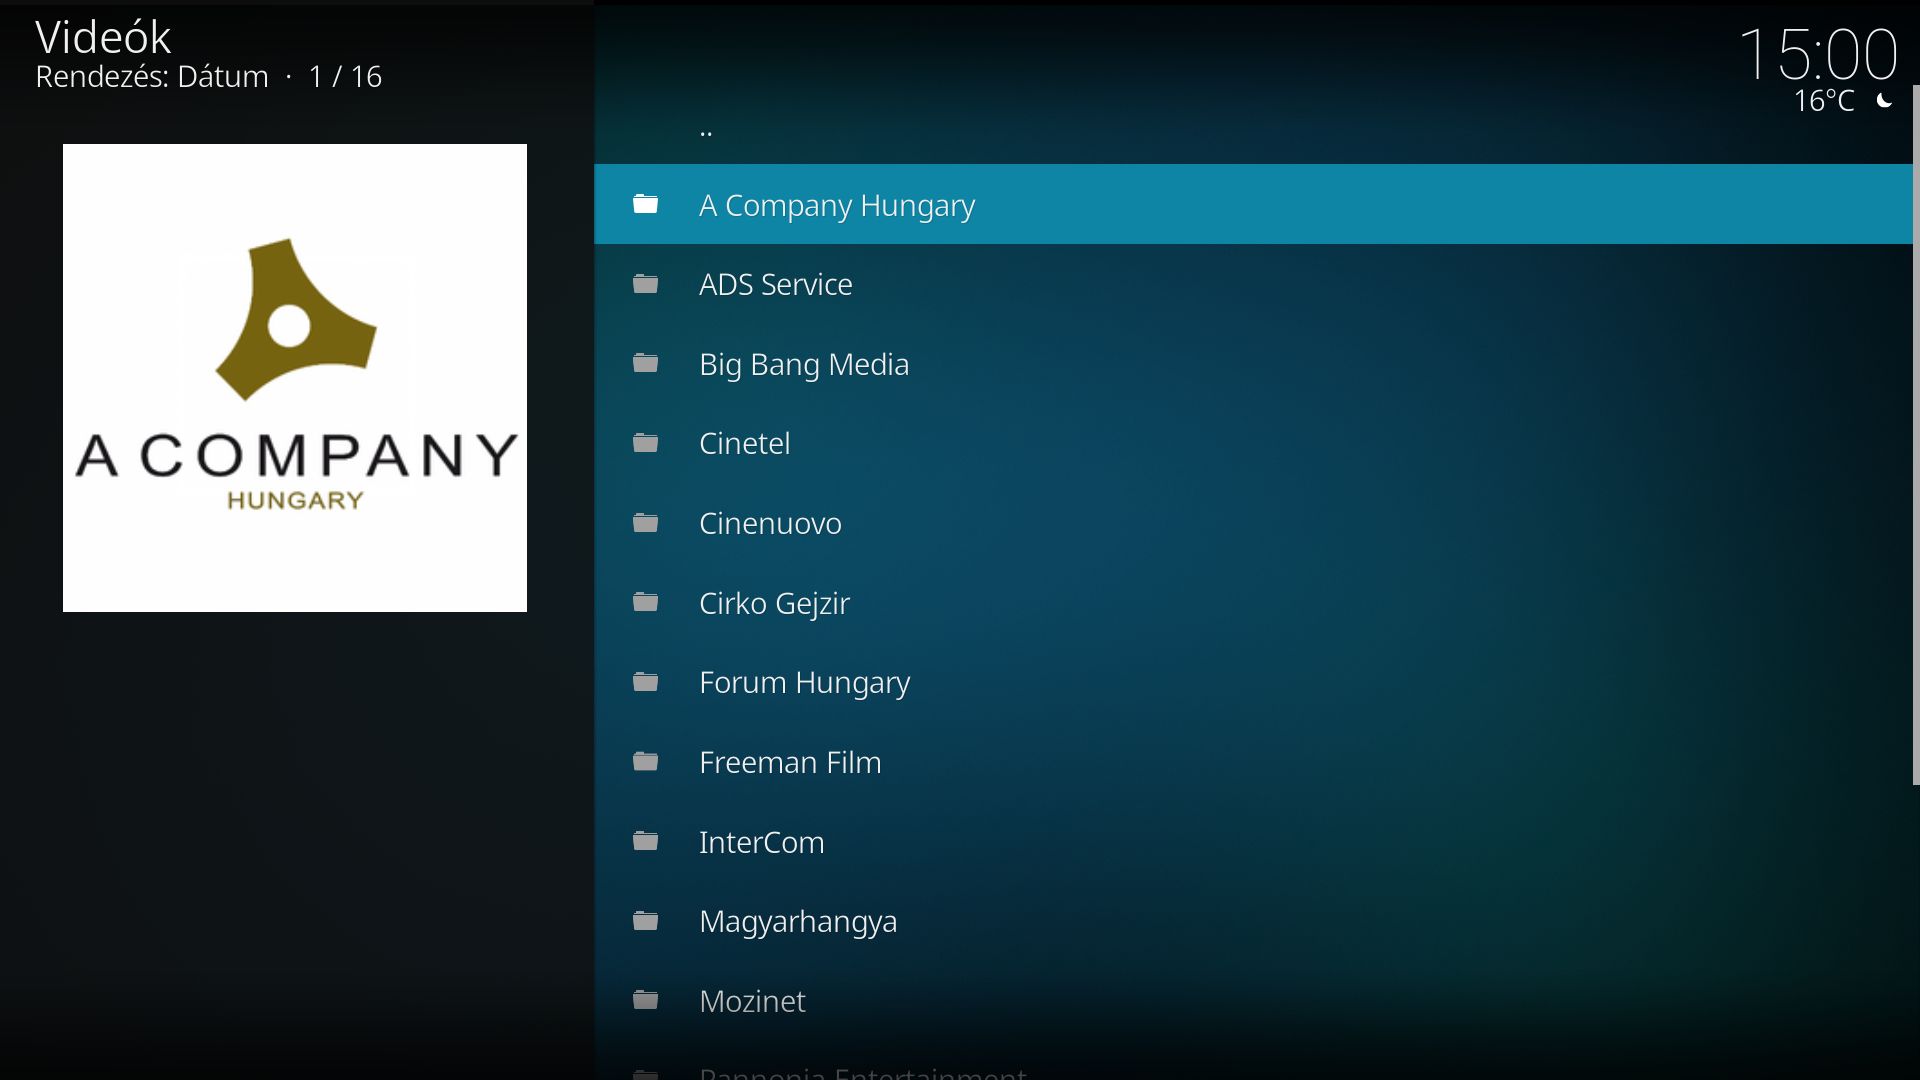 Videók
Rendezés: Dátum · 1 / 16
15:00
16°C
A COMPANY
HUNGARY
..
A Company Hungary
ADS Service
Big Bang Media
Cinetel
Cinenuovo
Cirko Gejzir
Forum Hungary
Freeman Film
InterCom
Magyarhangya
Mozinet
Pannonia Entertainment